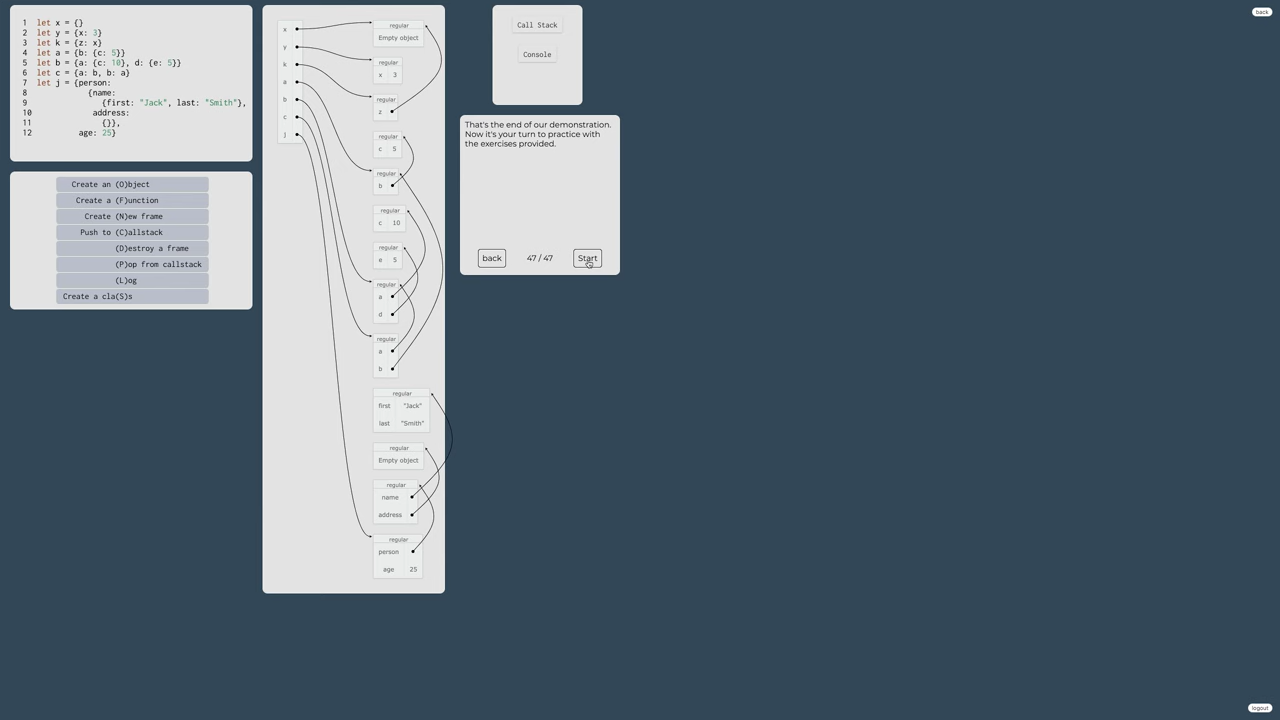 1 let x = {}
2 let y = {x: 3}
3 let k = {z: x}
4 let a = {b: {c: 5}}
5 let b = {a: {c: 10}, d: {e: 5}}
6 let c = {a: b, b: a}
7 let j = {person:
8 {name:
9 {first: "Jack", last: "Smith"},
10 address:
11 {}},
12 age: 25}
Create an (O)bject
Create a (F)unction
Create (N)ew frame
Push to (C)allstack
(D)estroy a frame
(P)op from callstack
(L)og
Create a cla(S)s
x
y
k
a
b
c
j
regular
Empty object
regular
x 3
regular
z
regular
c 5
regular
b
regular
c 10
regular
e 5
regular
a
d
regular
a
b
regular
first "Jack"
last "Smith"
regular
Empty object
regular
name
address
regular
person
age 25
Call Stack
Console
That's the end of our demonstration.
Now it's your turn to practice with
the exercises provided.
back 47 / 47 Start
back
logout